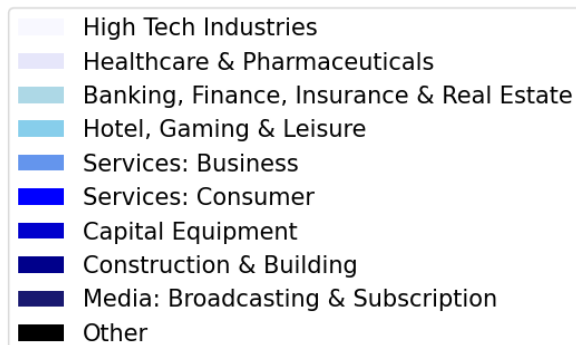 High Tech Industries
Healthcare & Pharmaceuticals
Banking, Finance, Insurance & Real Estate
Hotel, Gaming & Leisure
Services: Business
Services: Consumer
Capital Equipment
Construction & Building
Media: Broadcasting & Subscription
Other